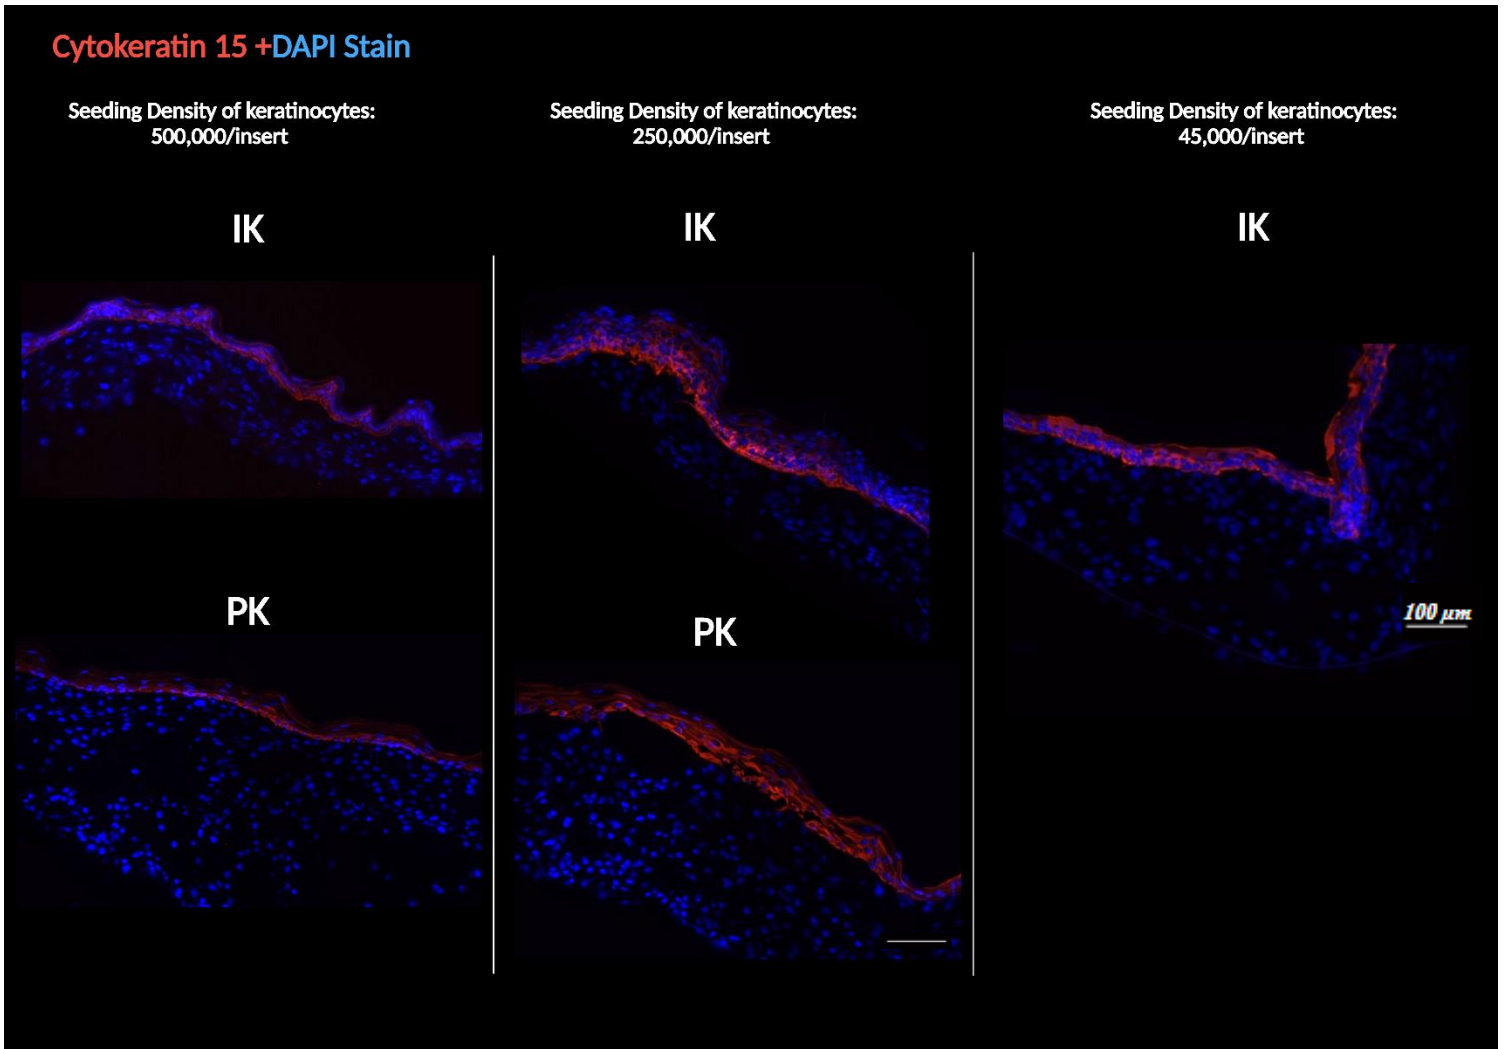 Cytokeratin 15 +DAPI Stain
Seeding Density of keratinocytes:
500,000/insert
Seeding Density of keratinocytes:
250,000/insert
Seeding Density of keratinocytes:
45,000/insert
IK
IK
IK
PK
PK
100 µm